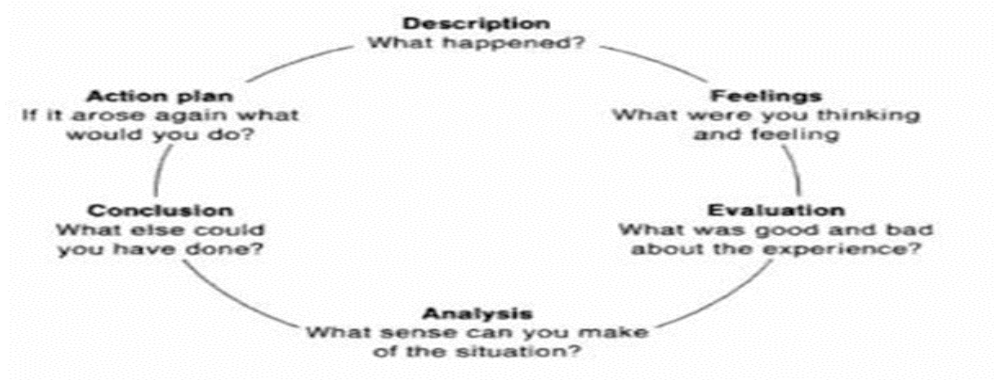 Description
What happened?
Feelings
What were you thinking
and feeling
Evaluation
What was good and bad
about the experience?
Analysis
What sense can you make
of the situation?
Conclusion
What else could
you have done?
Action plan
If it arose again what
would you do?